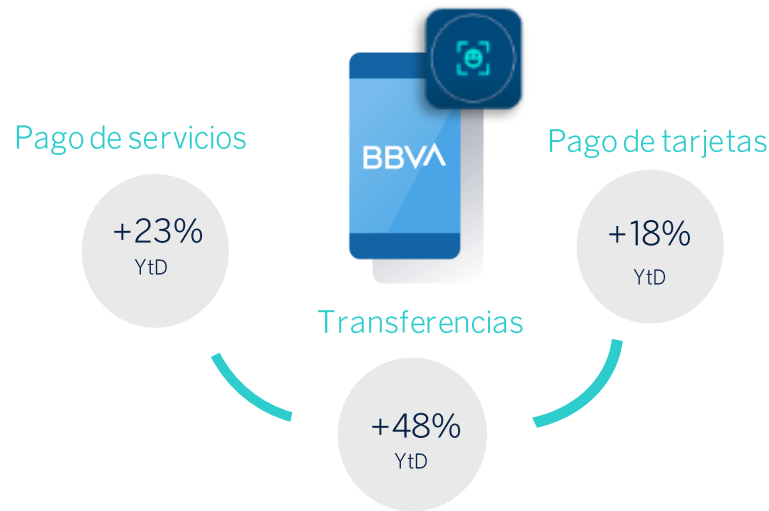 Pago de servicios
+23%
YtD
BBVA
Pago de tarjetas
+18%
YtD
Transferencias
+48%
YtD